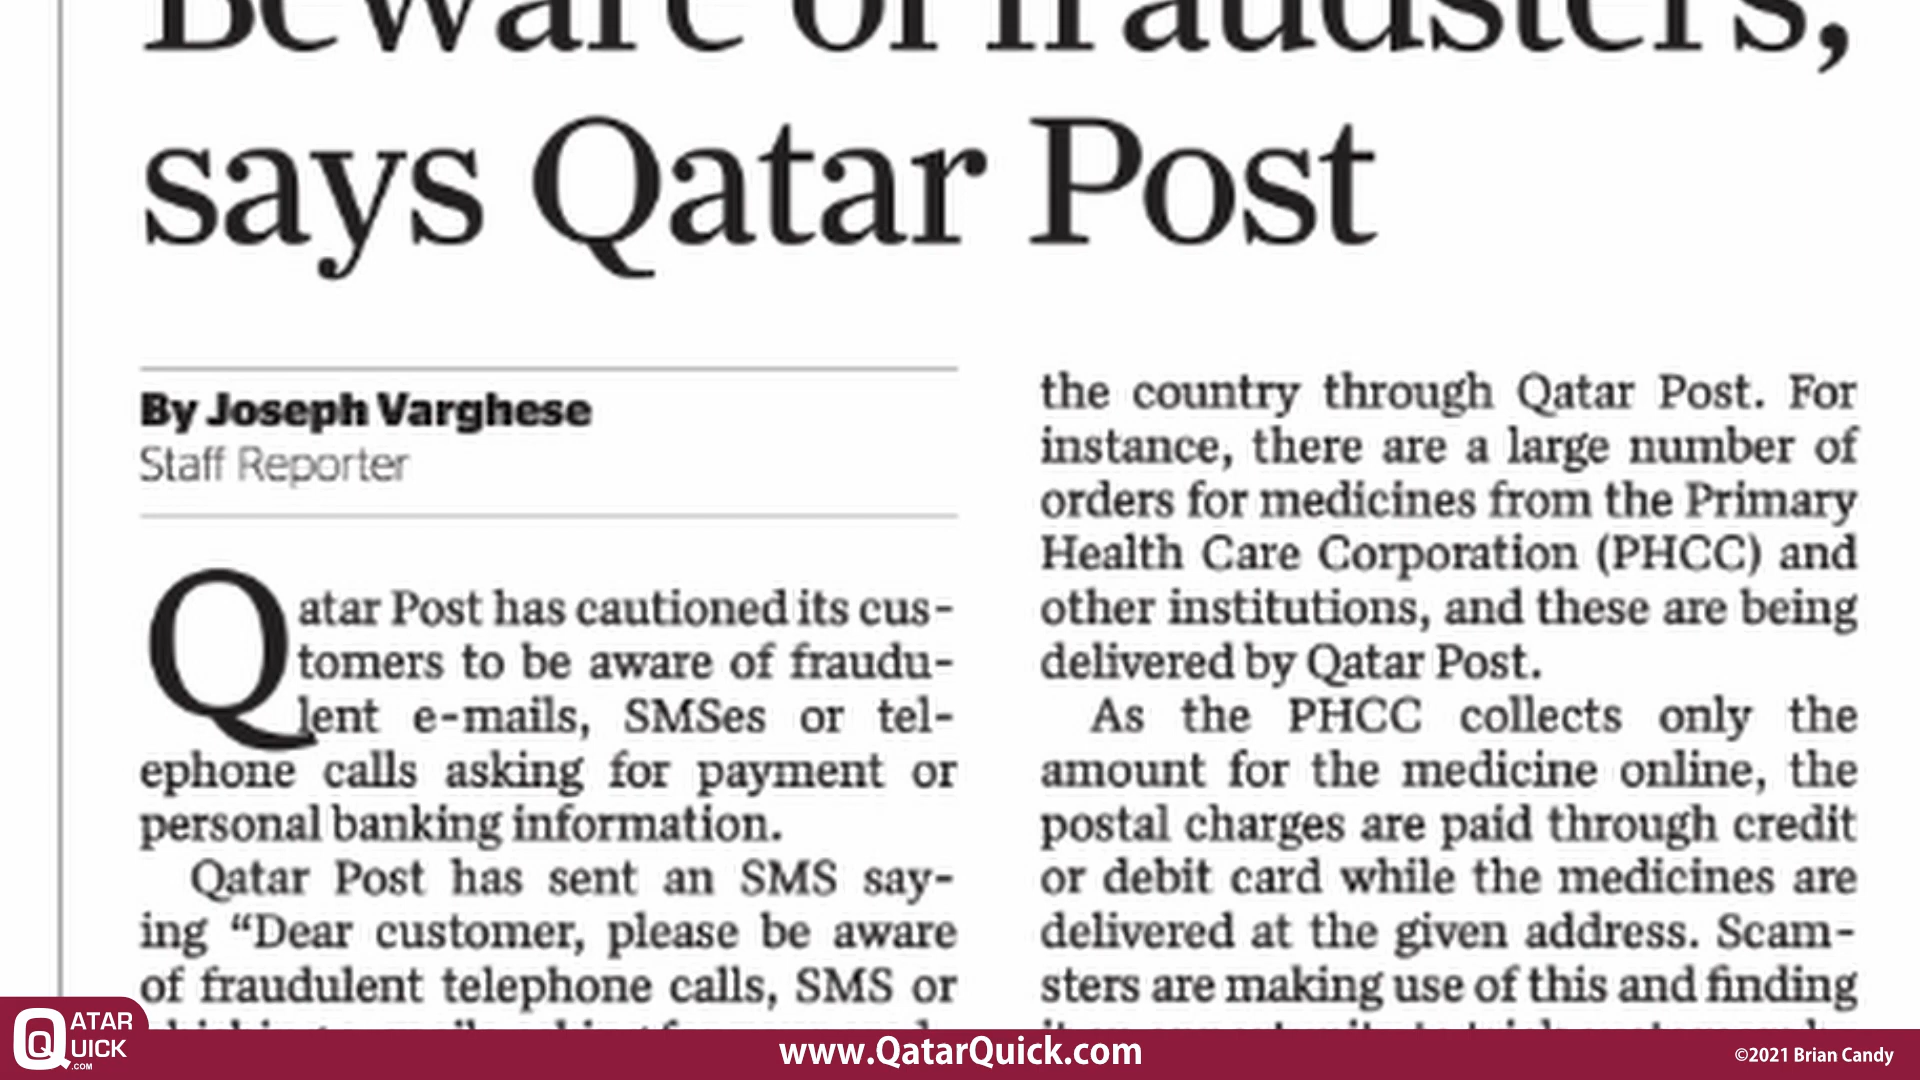 Beware of fraudsters,
says Qatar Post
By Joseph Varghese
Staff Reporter
Qatar Post has cautioned its cus-
tomers to be aware of fraudu-
lent e-mails, SMSes or tel-
ephone calls asking for payment or
personal banking information.
Qatar Post has sent an SMS say-
ing “Dear customer, please be aware
of fraudulent telephone calls, SMS or
the country through Qatar Post. For
instance, there are a large number of
orders for medicines from the Primary
Health Care Corporation (PHCC) and
other institutions, and these are being
delivered by Qatar Post.
As the PHCC collects only the
amount for the medicine online, the
postal charges are paid through credit
or debit card while the medicines are
delivered at the given address. Scam-
sters are making use of this and finding
QATAR
QUICK
.COM
www.QatarQuick.com
©2021 Brian Candy